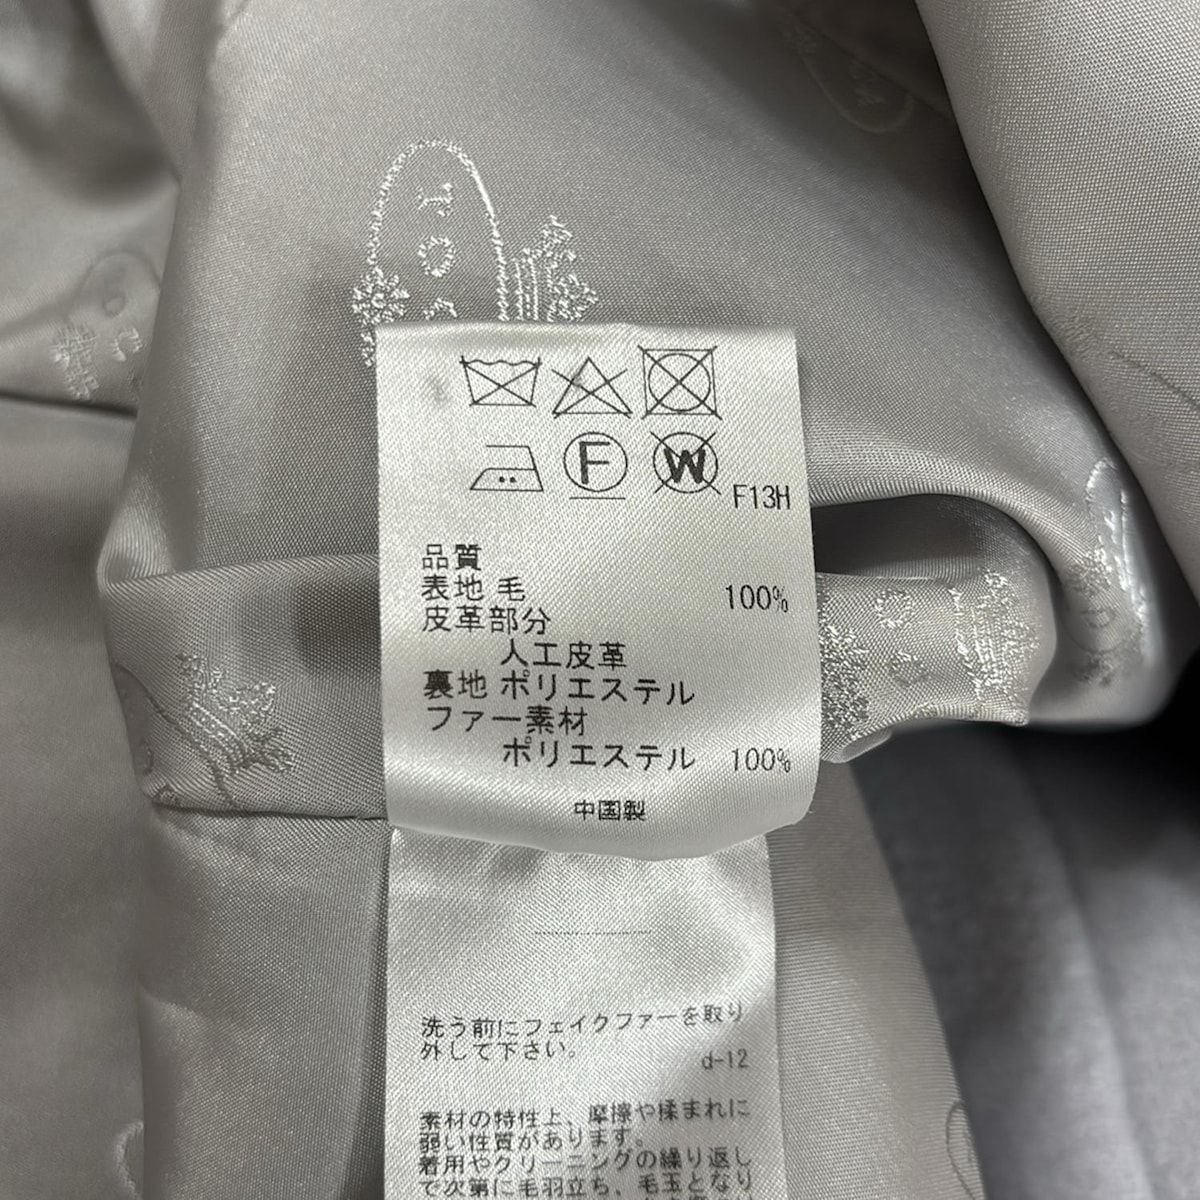 F
W
F13H
品質
表地 毛 100%
皮革部分
人工皮革
裏地 ポリエステル
ファー素材
ポリエステル 100%
中国製
洗う前にフェイクファーを取り
外して下さい。
d-12
素材の特性上、摩擦や揉まれに
弱い性質があります。
着用やクリーニングの繰り返し
で次第に毛羽立ち、毛玉となり